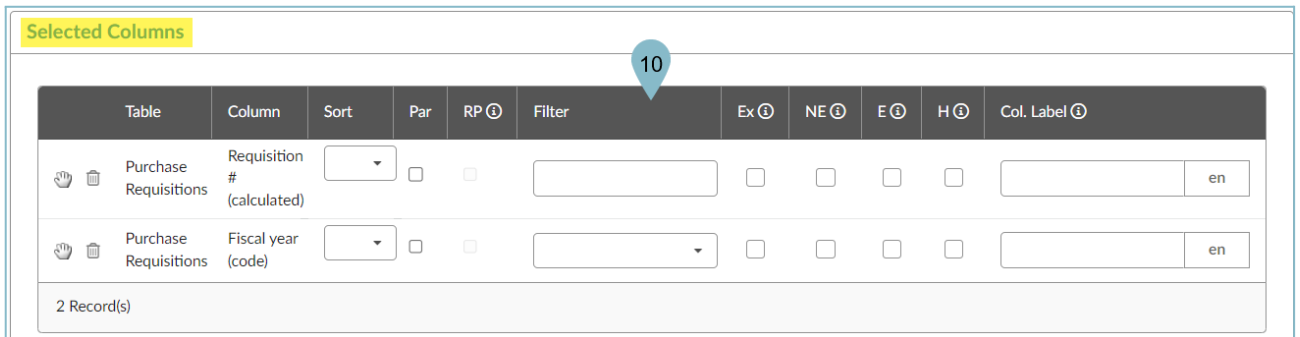 Selected Columns
10
Table Column Sort Par RP Filter Ex NE E H Col. Label
Purchase Requisitions Requisition # (calculated) en
Purchase Requisitions Fiscal year (code) en
2 Record(s)